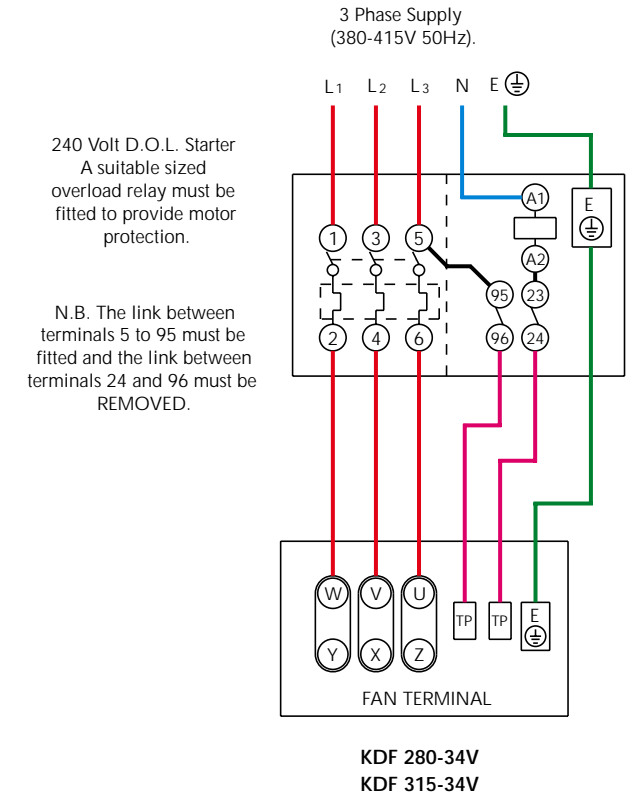 3 Phase Supply
(380-415V 50Hz).
L1 L2 L3 N E
240 Volt D.O.L. Starter
A suitable sized
overload relay must be
fitted to provide motor
protection.
A1
E
1 3 5
A2
95 23
N.B. The link between
terminals 5 to 95 must be
fitted and the link between
terminals 24 and 96 must be
REMOVED.
2 4 6 96 24
W V U
TP TP E
Y X Z
FAN TERMINAL
KDF 280-34V
KDF 315-34V